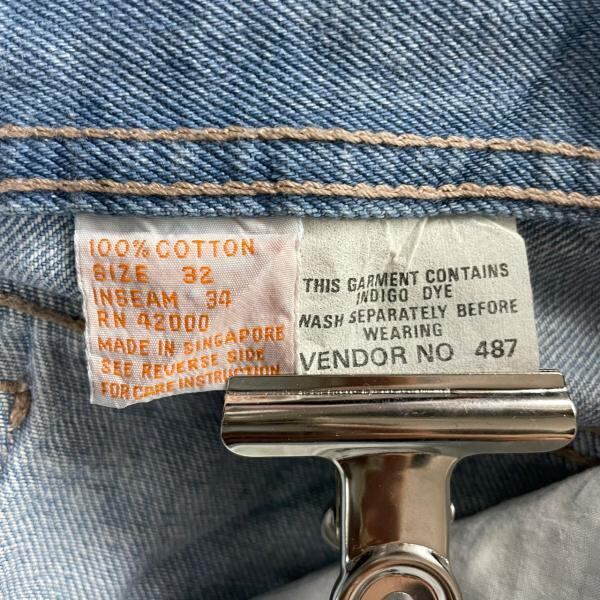 100% COTTON
SIZE 32
INSEAM 34
RN 42000
MADE IN SINGAPORE
SEE REVERSE SIDE
FOR CARE INSTRUCTION
THIS GARMENT CONTAINS
INDIGO DYE
WASH SEPARATELY BEFORE
WEARING
VENDOR NO 487